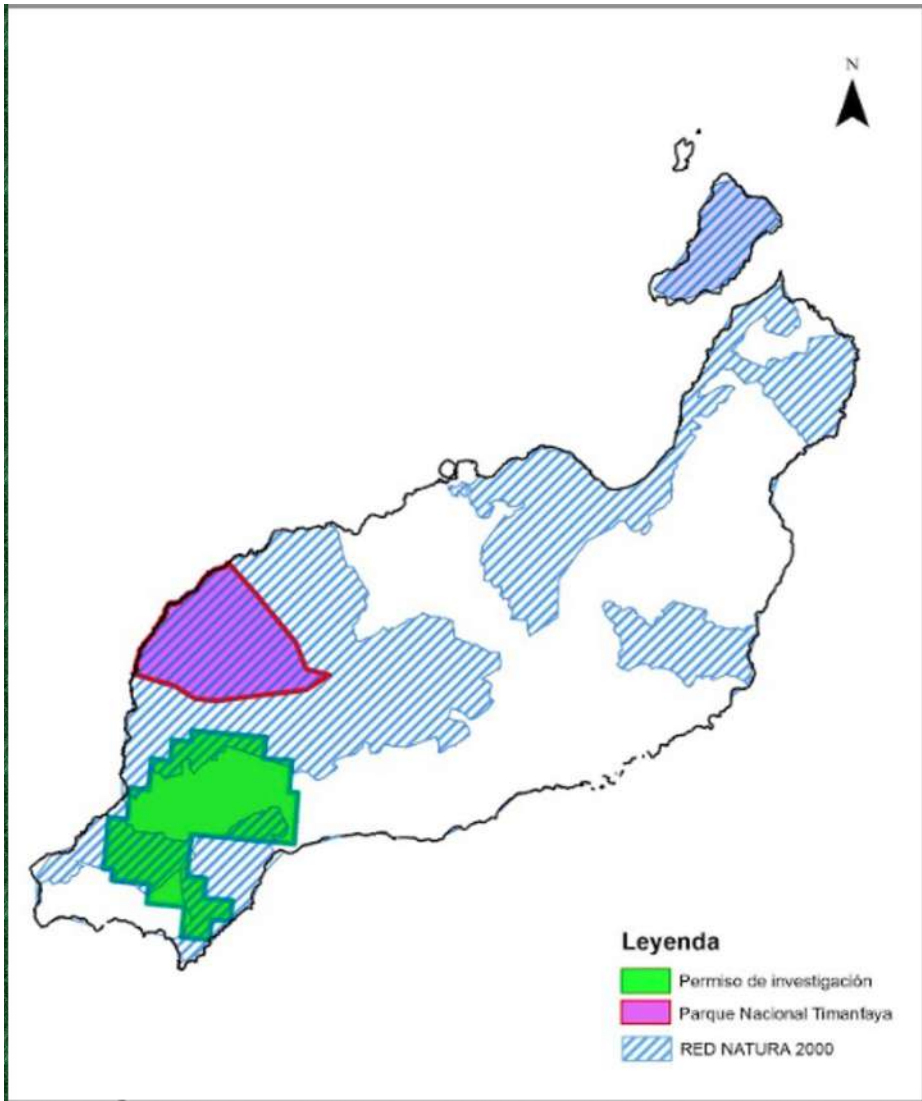 N
Leyenda
Permiso de investigación
Parque Nacional Timanfaya
RED NATURA 2000